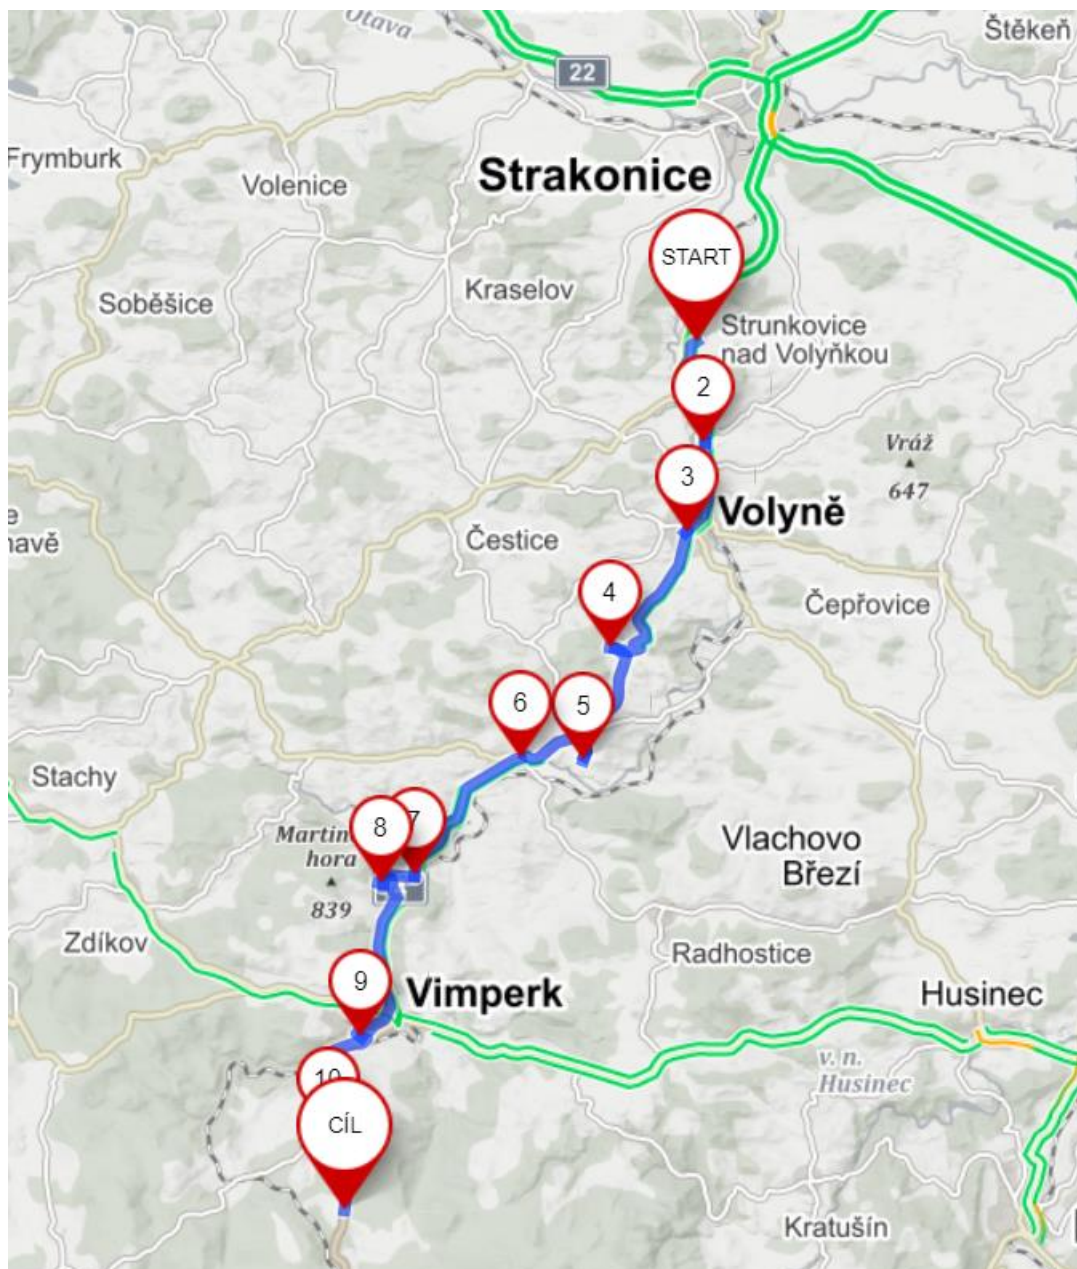 Otava
Štěkeň
22
Frymburk
Volenice
Strakonice
START
Kraselov
Soběšice
Strunkovice
nad Volyňkou
2
Vráž
647
3
Volyně
Čestice
4
Čepřovice
6
5
Stachy
8
7
Martin
hora
839
Vlachovo
Březí
Zdíkov
Radhostice
9
Vimperk
Husinec
10
v. n.
Husinec
CÍL
Kratušín